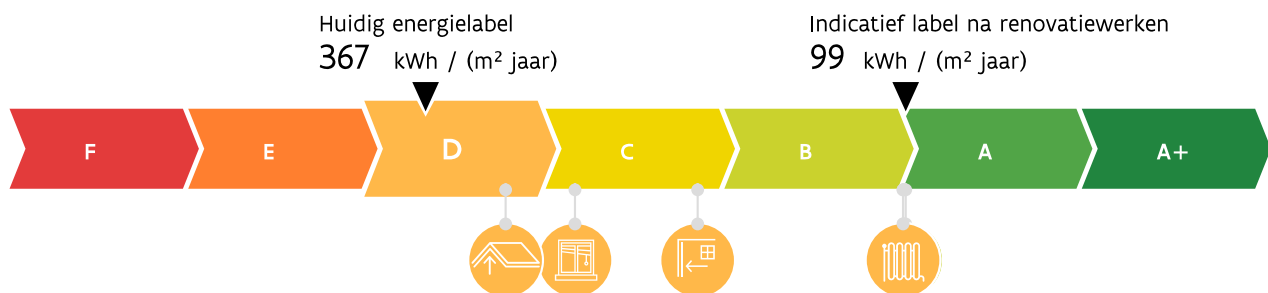 Huidig energielabel
367 kWh / (m² jaar)
Indicatief label na renovatiewerken
99 kWh / (m² jaar)
F E D C B A A+